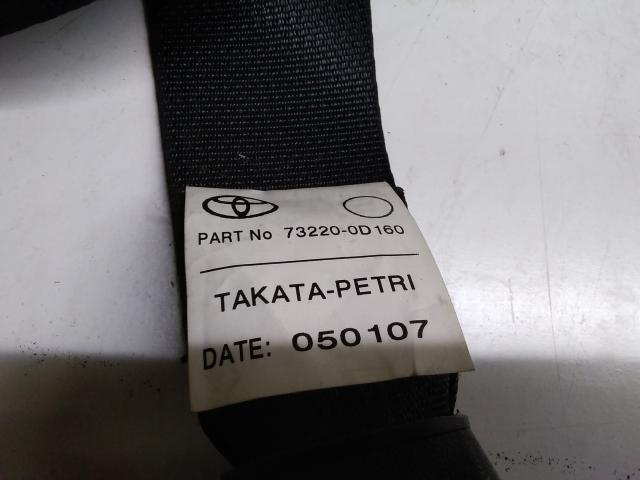 PART No 73220-0D160
TAKATA-PETRI
DATE: 050107